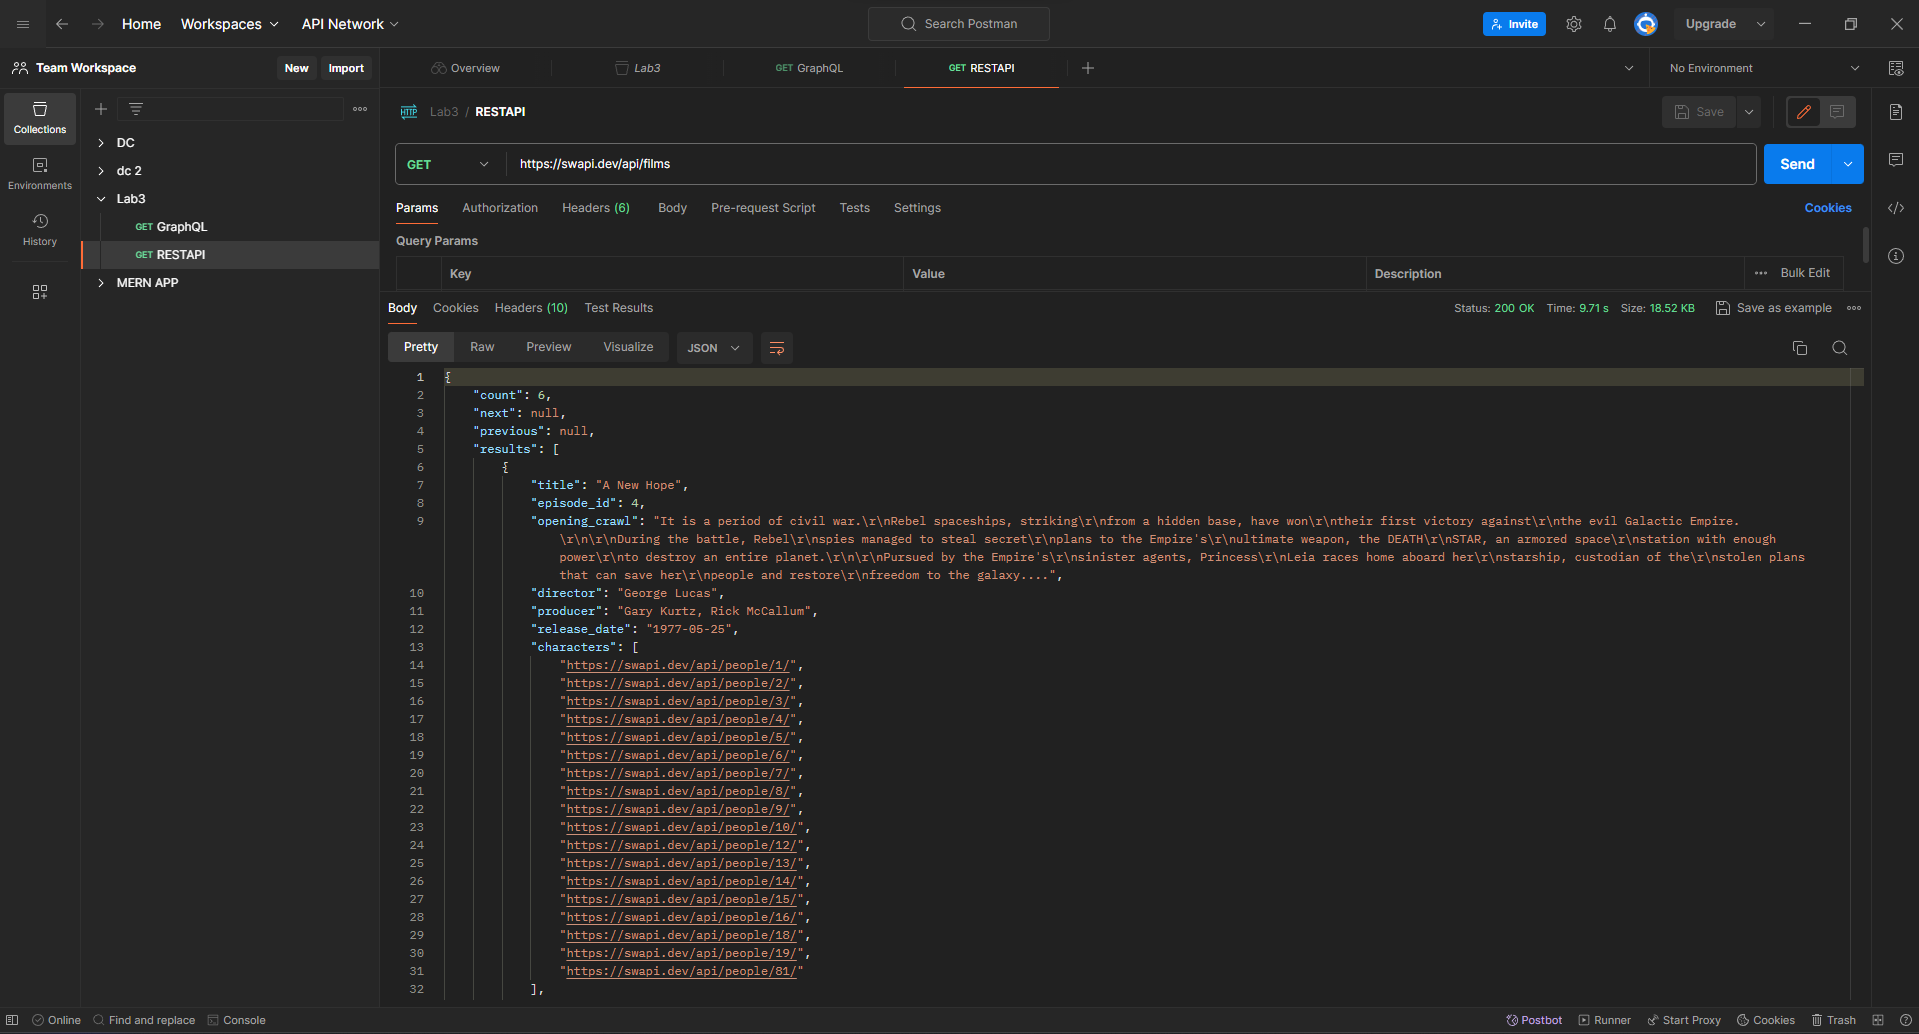 Home Workspaces API Network Search Postman Invite Upgrade
Team Workspace New Import Overview Lab3 GET GraphQL GET RESTAPI No Environment
Collections
Environments
History
DC
dc 2
Lab3
GET GraphQL
GET RESTAPI
MERN APP
HTTP Lab3 / RESTAPI Save
GET https://swapi.dev/api/films Send
Params Authorization Headers (6) Body Pre-request Script Tests Settings Cookies
Query Params
Key Value Description Bulk Edit
Body Cookies Headers (10) Test Results Status: 200 OK Time: 9.71 s Size: 18.52 KB Save as example
Pretty Raw Preview Visualize JSON
1 {
2 "count": 6,
3 "next": null,
4 "previous": null,
5 "results": [
6 {
7 "title": "A New Hope",
8 "episode_id": 4,
9 "opening_crawl": "It is a period of civil war.\r\nRebel spaceships, striking\r\nfrom a hidden base, have won\r\ntheir first victory against\r\nthe evil Galactic Empire.
\r\n\r\nDuring the battle, Rebel\r\nspies managed to steal secret\r\nplans to the Empire's\r\nultimate weapon, the DEATH\r\nSTAR, an armored space\r\nstation with enough
power\r\nto destroy an entire planet.\r\n\r\nPursued by the Empire's\r\nsinister agents, Princess\r\nLeia races home aboard her\r\nstarship, custodian of the\r\nstolen plans
that can save her\r\npeople and restore\r\nfreedom to the galaxy....",
10 "director": "George Lucas",
11 "producer": "Gary Kurtz, Rick McCallum",
12 "release_date": "1977-05-25",
13 "characters": [
14 "https://swapi.dev/api/people/1/",
15 "https://swapi.dev/api/people/2/",
16 "https://swapi.dev/api/people/3/",
17 "https://swapi.dev/api/people/4/",
18 "https://swapi.dev/api/people/5/",
19 "https://swapi.dev/api/people/6/",
20 "https://swapi.dev/api/people/7/",
21 "https://swapi.dev/api/people/8/",
22 "https://swapi.dev/api/people/9/",
23 "https://swapi.dev/api/people/10/",
24 "https://swapi.dev/api/people/12/",
25 "https://swapi.dev/api/people/13/",
26 "https://swapi.dev/api/people/14/",
27 "https://swapi.dev/api/people/15/",
28 "https://swapi.dev/api/people/16/",
29 "https://swapi.dev/api/people/18/",
30 "https://swapi.dev/api/people/19/",
31 "https://swapi.dev/api/people/81/"
32 ],
Online Find and replace Console Postbot Runner Start Proxy Cookies Trash